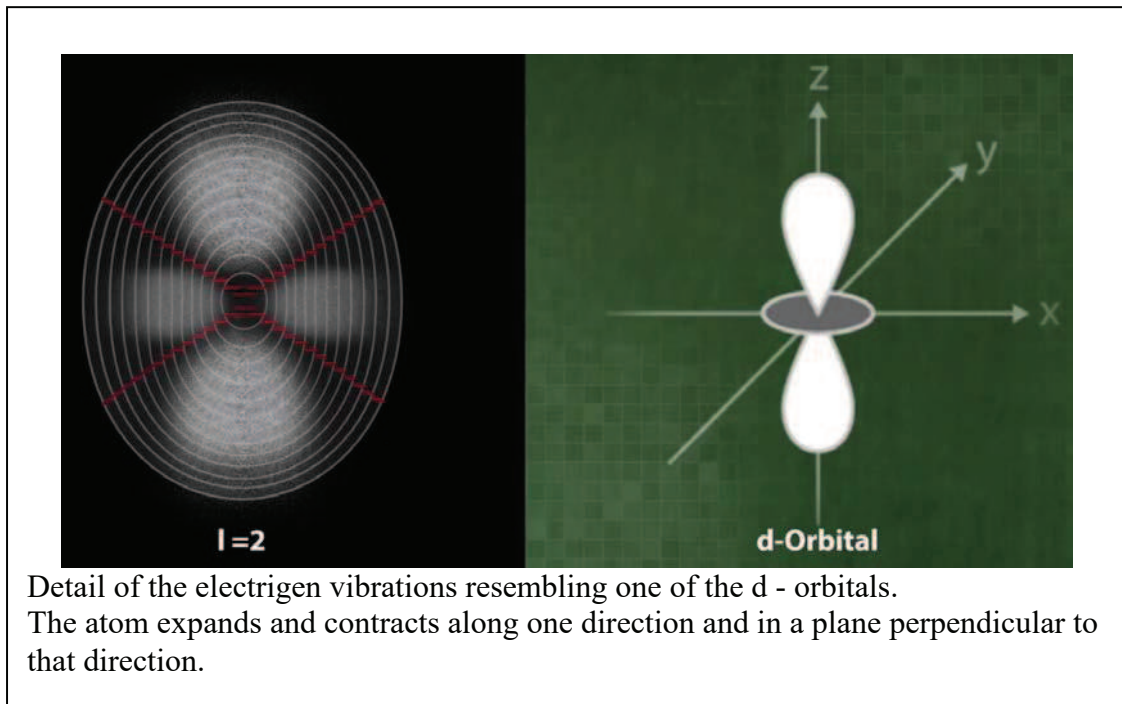 z
y
x
l =2
d-Orbital
Detail of the electrigen vibrations resembling one of the d - orbitals.
The atom expands and contracts along one direction and in a plane perpendicular to
that direction.